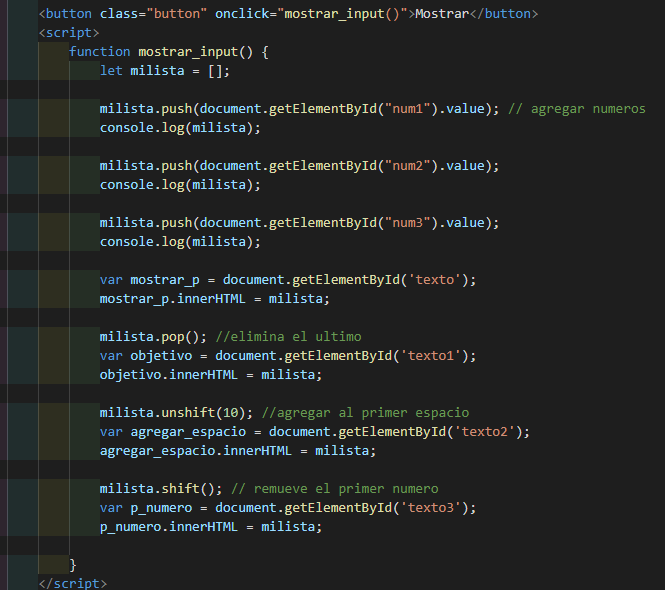 <button class="button" onclick="mostrar_input()">Mostrar</button>
<script>
function mostrar_input() {
let milista = [];
milista.push(document.getElementById("num1").value); // agregar numeros
console.log(milista);
milista.push(document.getElementById("num2").value);
console.log(milista);
milista.push(document.getElementById("num3").value);
console.log(milista);
var mostrar_p = document.getElementById('texto');
mostrar_p.innerHTML = milista;
milista.pop(); //elimina el ultimo
var objetivo = document.getElementById('texto1');
objetivo.innerHTML = milista;
milista.unshift(10); //agregar al primer espacio
var agregar_espacio = document.getElementById('texto2');
agregar_espacio.innerHTML = milista;
milista.shift(); // remueve el primer numero
var p_numero = document.getElementById('texto3');
p_numero.innerHTML = milista;
}
</script>